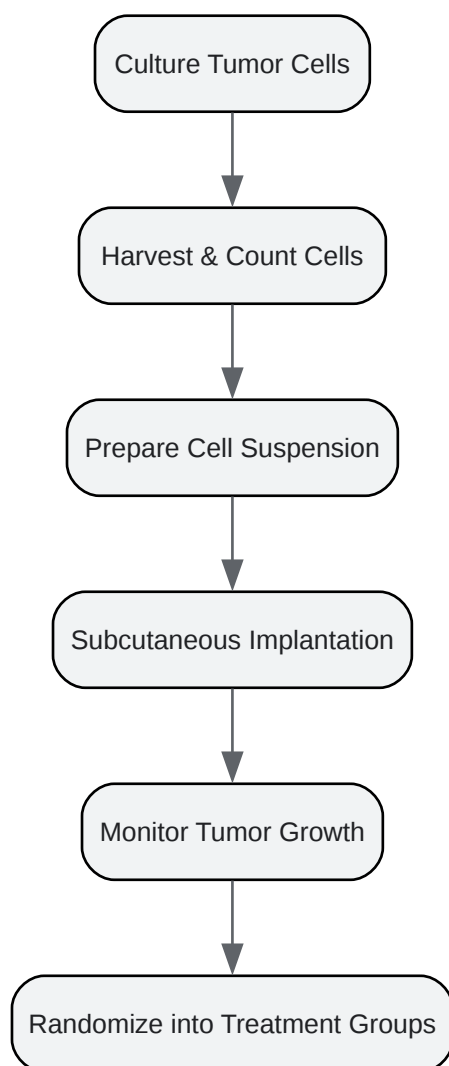 Culture Tumor Cells
Harvest & Count Cells
Prepare Cell Suspension
Subcutaneous Implantation
Monitor Tumor Growth
Randomize into Treatment Groups